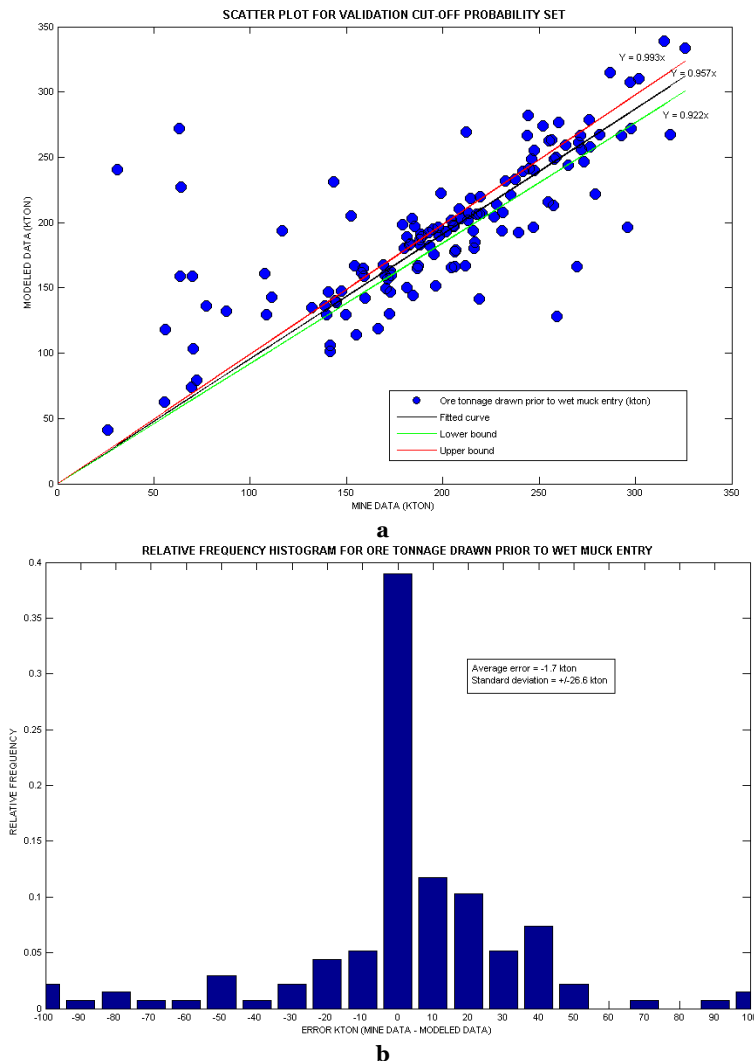 SCATTER PLOT FOR VALIDATION CUT-OFF PROBABILITY SET
350
300
250
200
150
100
50
0
MODELED DATA (KTON)
Y = 0.993x
Y = 0.957x
Y = 0.922x
Ore tonnage drawn prior to wet muck entry (kton)
Fitted curve
Lower bound
Upper bound
0 50 100 150 200 250 300 350
MINE DATA (KTON)
a
RELATIVE FREQUENCY HISTOGRAM FOR ORE TONNAGE DRAWN PRIOR TO WET MUCK ENTRY
0.4
0.35
0.3
0.25
0.2
0.15
0.1
0.05
0
RELATIVE FREQUENCY
Average error = -1.7 kton
Standard deviation = +/-26.6 kton
-100 -90 -80 -70 -60 -50 -40 -30 -20 -10 0 10 20 30 40 50 60 70 80 90 100
ERROR KTON (MINE DATA - MODELED DATA)
b